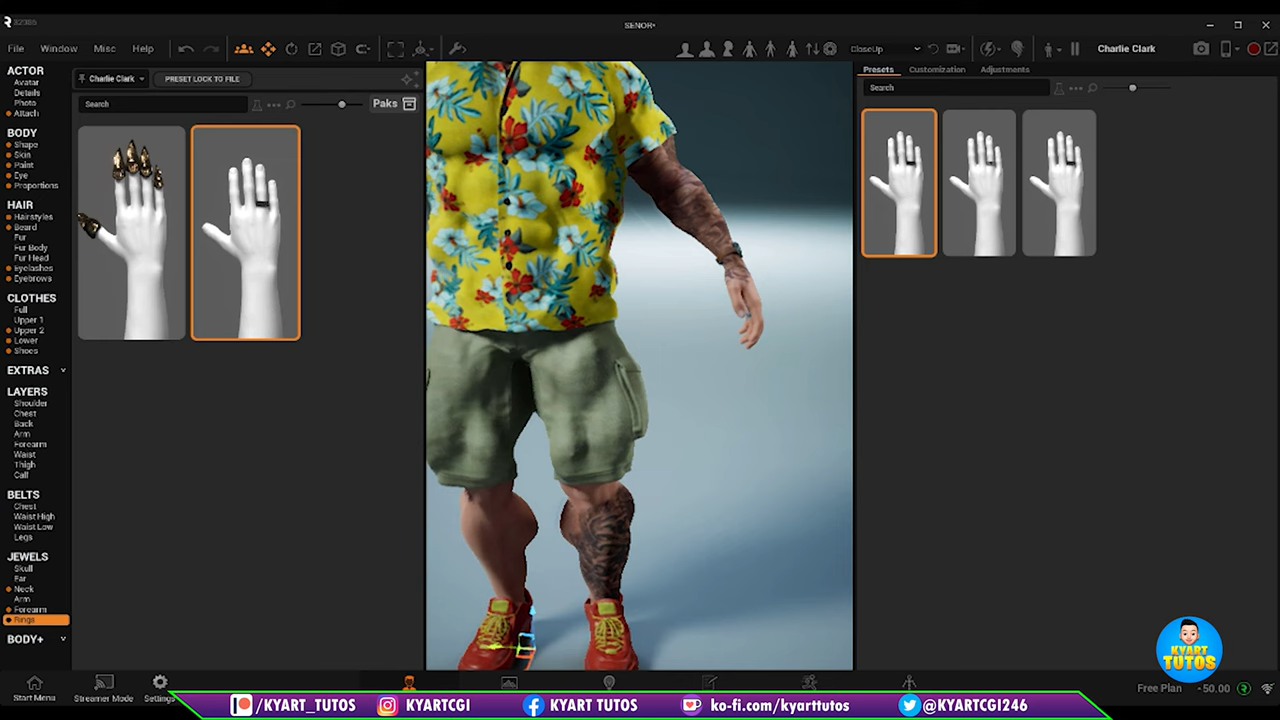 82985
SENOR•
File Window Misc Help
CloseUp
Charlie Clark
ACTOR
Avatar
Details
Photo
Attach
BODY
Shape
Skin
Paint
Eye
Proportions
HAIR
Hairstyles
Beard
Fur
Fur Body
Fur Head
Eyelashes
Eyebrows
CLOTHES
Full
Upper 1
Upper 2
Lower
Shoes
EXTRAS
LAYERS
Shoulder
Chest
Back
Arm
Forearm
Waist
Thigh
Calf
BELTS
Chest
Waist High
Waist Low
Legs
JEWELS
Skull
Ear
Neck
Arm
Forearm
Rings
BODY+
Charlie Clark
PRESET LOCK TO FILE
Search
Paks
Presets Customization Adjustments
Search
Start Menu
Streamer Mode
Settings
KYART
TUTOS
Free Plan -50.00
/KYART_TUTOS
KYARTCGI
KYART TUTOS
ko-fi.com/kyarttutos
@KYARTCGI246